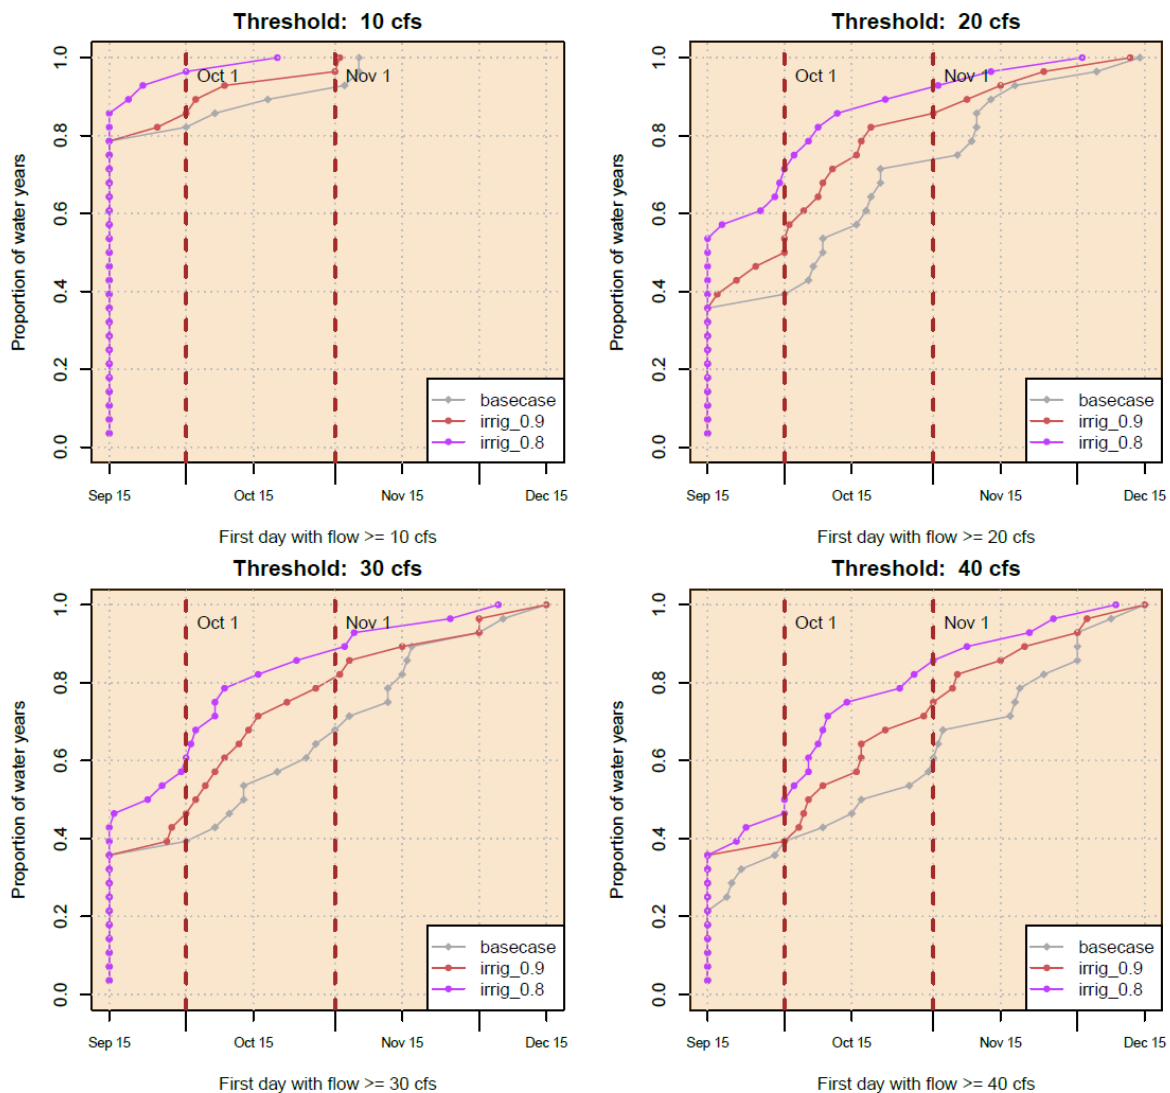 Threshold: 10 cfs
Proportion of water years
1.0
0.8
0.6
0.4
0.2
0.0
Oct 1
Nov 1
basecase
irrig_0.9
irrig_0.8
Sep 15
Oct 15
Nov 15
Dec 15
First day with flow >= 10 cfs
Threshold: 20 cfs
Proportion of water years
1.0
0.8
0.6
0.4
0.2
0.0
Oct 1
Nov 1
basecase
irrig_0.9
irrig_0.8
Sep 15
Oct 15
Nov 15
Dec 15
First day with flow >= 20 cfs
Threshold: 30 cfs
Proportion of water years
1.0
0.8
0.6
0.4
0.2
0.0
Oct 1
Nov 1
basecase
irrig_0.9
irrig_0.8
Sep 15
Oct 15
Nov 15
Dec 15
First day with flow >= 30 cfs
Threshold: 40 cfs
Proportion of water years
1.0
0.8
0.6
0.4
0.2
0.0
Oct 1
Nov 1
basecase
irrig_0.9
irrig_0.8
Sep 15
Oct 15
Nov 15
Dec 15
First day with flow >= 40 cfs